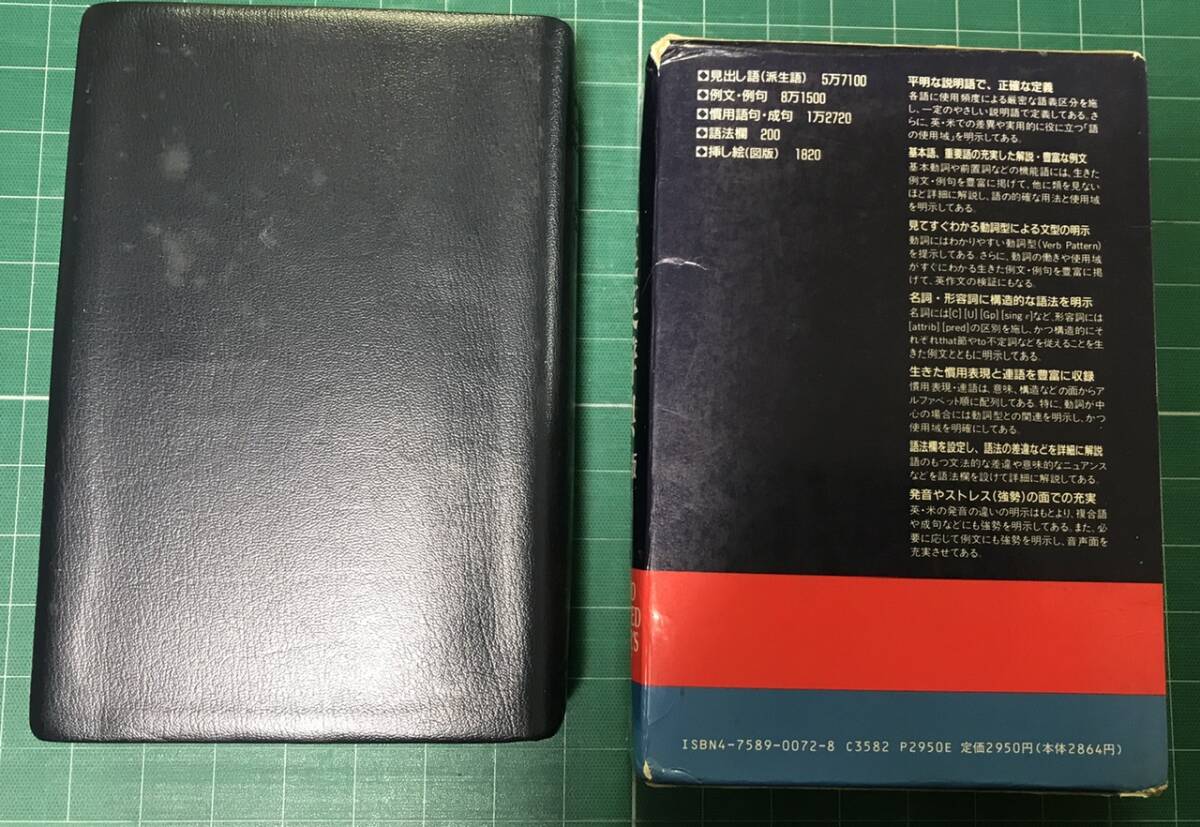 見出し語(派生語) 5万7100
例文・例句 8万1500
慣用語句・成句 1万2720
語法欄 200
挿し絵(図版) 1820
平明な説明語で、正確な定義
各語に使用頻度による厳密な語義区分を施
し、一定のやさしい説明語で定義してある。さ
らに、英・米での差異や実用的に役に立つ「語
の使用域」を明示してある。
基本語、重要語の充実した解説・豊富な例文
基本動詞や前置詞などの機能語には、生きた
例文・例句を豊富に掲げて、他に類を見ない
ほど詳細に解説し、語の的確な用法と使用域
を明示してある。
見てすぐわかる動詞型による文型の明示
動詞にはわかりやすい動詞型(Verb Pattern)
を提示してある。さらに、動詞の働きや使用域
がすぐにわかる生きた例文・例句を豊富に掲
げて、英作文の検証にもなる。
名詞・形容詞に構造的な語法を明示
名詞には[C][U][Gp][sing v]など、形容詞には
[attrib][pred]の区別を施し、かつ構造的にそ
れぞれthat節やto不定詞などを従えることを生
きた例文とともに明示してある。
生きた慣用表現と連語を豊富に収録
慣用表現・連語は、意味、構造などの面からア
ルファベット順に配列してある。特に、動詞が中
心の場合には動詞型との関連を明示し、かつ
使用域を明確にしてある。
語法欄を設定し、語法の差違などを詳細に解説
語のもつ文法的な差違や意味的なニュアンス
などを語法欄を設けて詳細に解説してある。
発音やストレス(強勢)の面での充実
英・米の発音の違いの明示はもとより、複合語
や成句などにも強勢を明示してある。また、必
要に応じて例文にも強勢を明示し、音声面を
充実させてある。
ISBN4-7589-0072-8 C3582 P2950E 定価2950円(本体2864円)